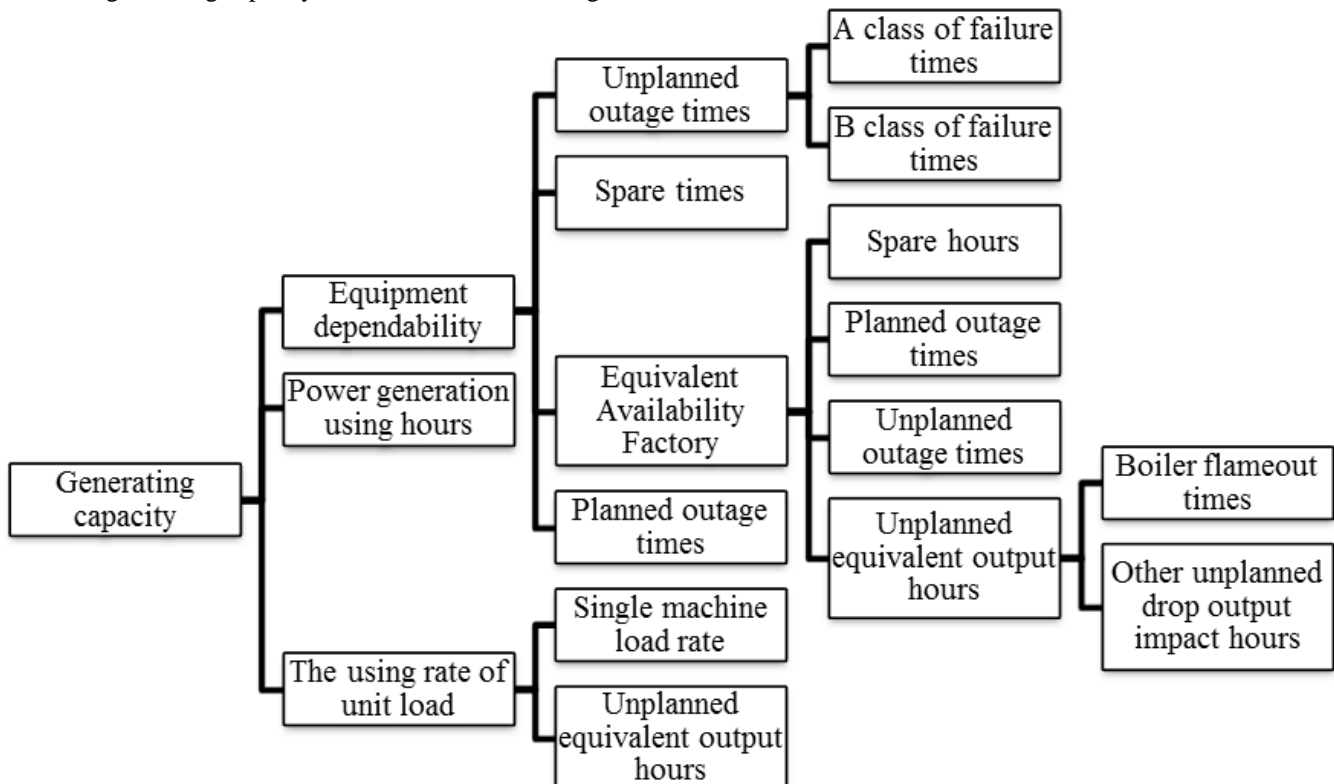 A class of failure
times
Unplanned
outage times
B class of failure
times
Spare times
Spare hours
Equipment
dependability
Planned outage
times
Equivalent
Availability
Factory
Power generation
using hours
Unplanned
outage times
Boiler flameout
times
Generating
capacity
Planned outage
times
Unplanned
equivalent output
hours
Other unplanned
drop output
impact hours
Single machine
load rate
The using rate of
unit load
Unplanned
equivalent output
hours